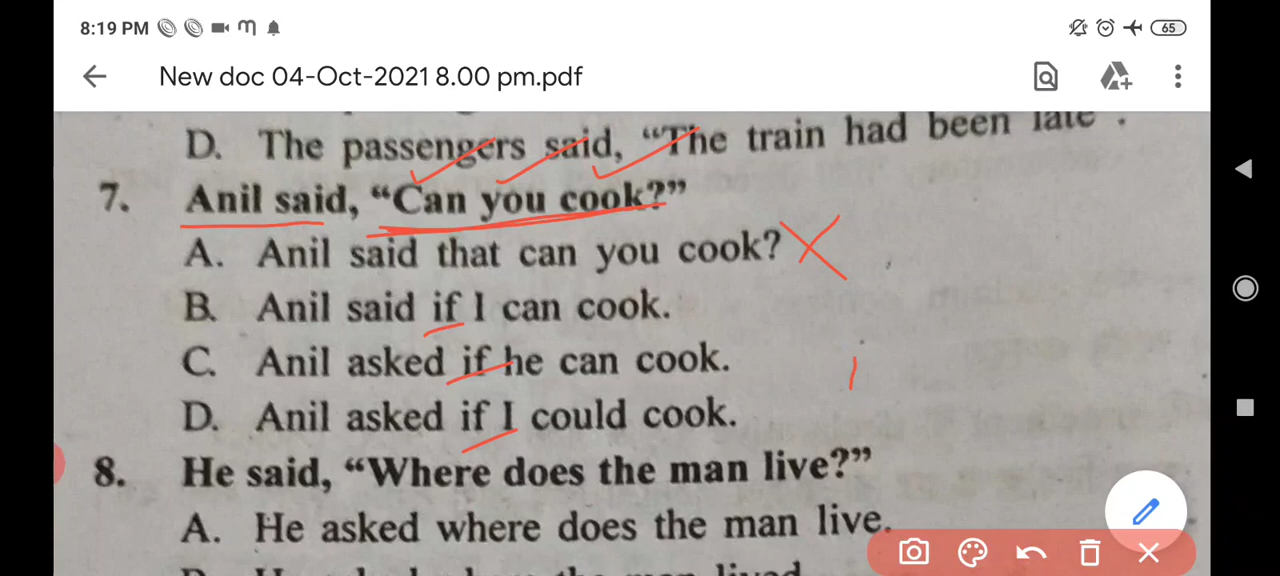 8:19 PM
65
New doc 04-Oct-2021 8.00 pm.pdf
D. The passengers said, “The train had been late .
7. Anil said, “Can you cook?”
A. Anil said that can you cook?
B. Anil said if I can cook.
C. Anil asked if he can cook.
D. Anil asked if I could cook.
8. He said, “Where does the man live?”
A. He asked where does the man live.